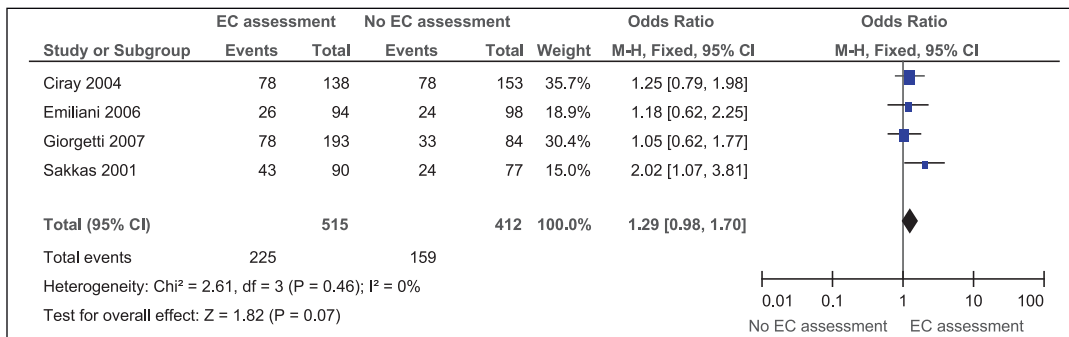 EC assessment No EC assessment Odds Ratio Odds Ratio
Study or Subgroup Events Total Events Total Weight M-H, Fixed, 95% CI M-H, Fixed, 95% CI
Ciray 2004 78 138 78 153 35.7% 1.25 [0.79, 1.98]
Emiliani 2006 26 94 24 98 18.9% 1.18 [0.62, 2.25]
Giorgetti 2007 78 193 33 84 30.4% 1.05 [0.62, 1.77]
Sakkas 2001 43 90 24 77 15.0% 2.02 [1.07, 3.81]
Total (95% CI) 515 412 100.0% 1.29 [0.98, 1.70]
Total events 225 159
Heterogeneity: Chi² = 2.61, df = 3 (P = 0.46); I² = 0%
Test for overall effect: Z = 1.82 (P = 0.07)
0.01 0.1 1 10 100
No EC assessment EC assessment